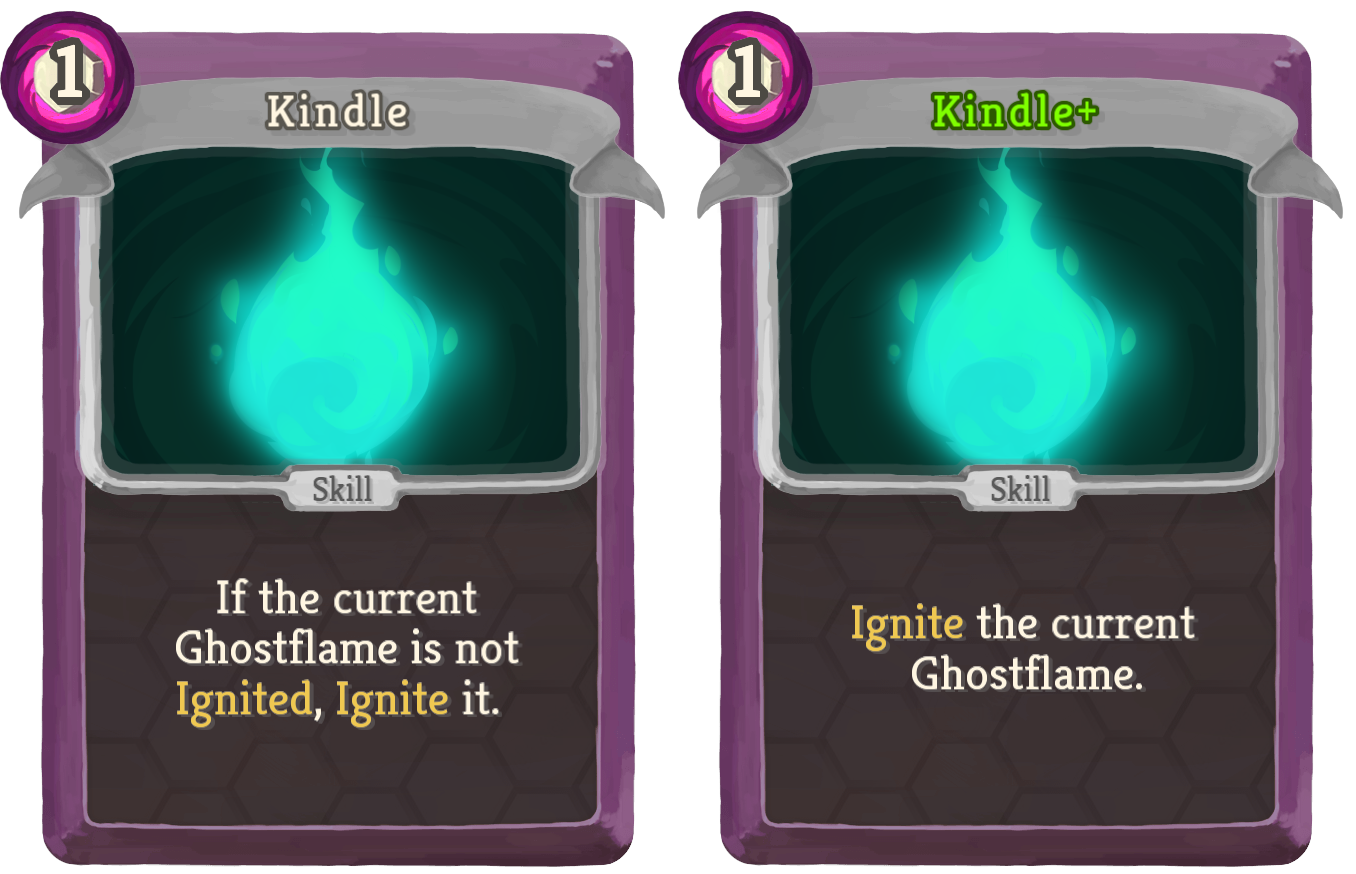 1
Kindle
Skill
If the current
Ghostflame is not
Ignited, Ignite it.
1
Kindle+
Skill
Ignite the current
Ghostflame.